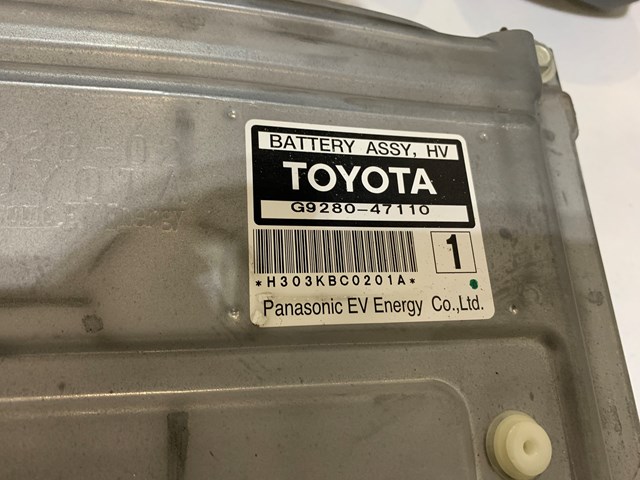 BATTERY ASSY, HV
TOYOTA
G9280-47110
1
*H303KBC0201A*
Panasonic EV Energy Co.,Ltd.